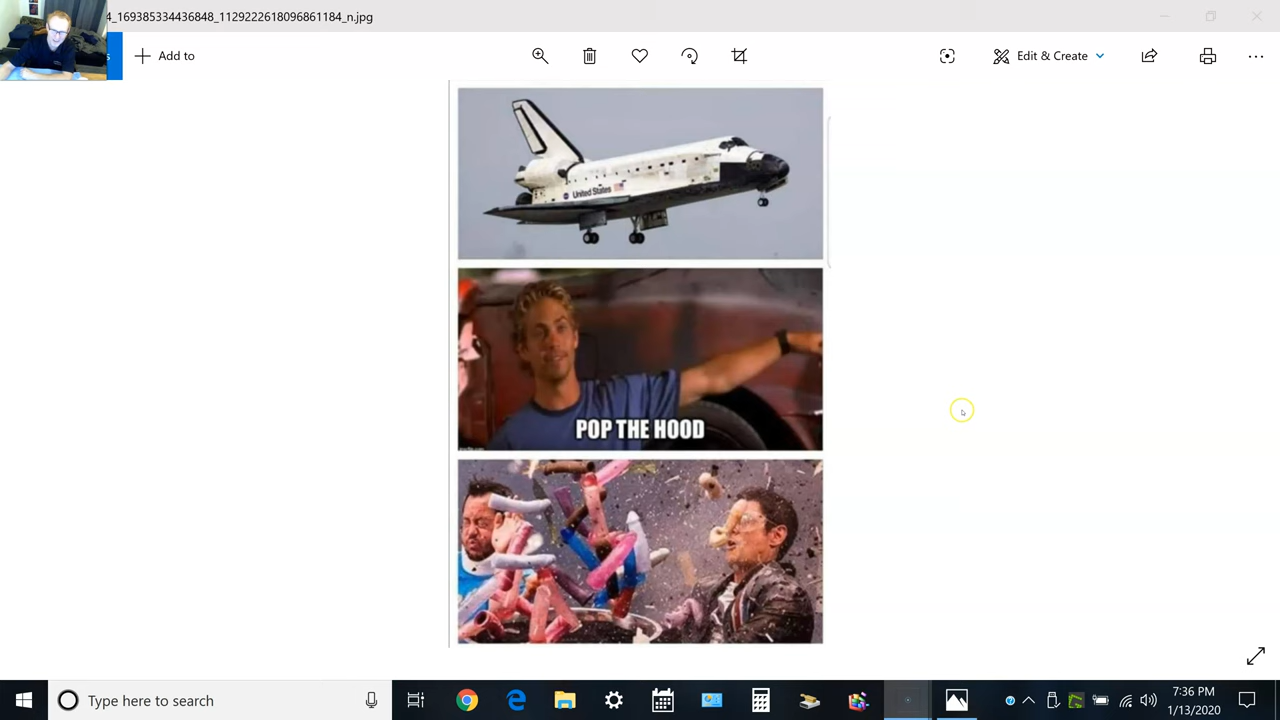 4_169385334436848_1129222618096861184_n.jpg
s
Add to
Edit & Create
United States
POP THE HOOD
Type here to search
7:36 PM
1/13/2020